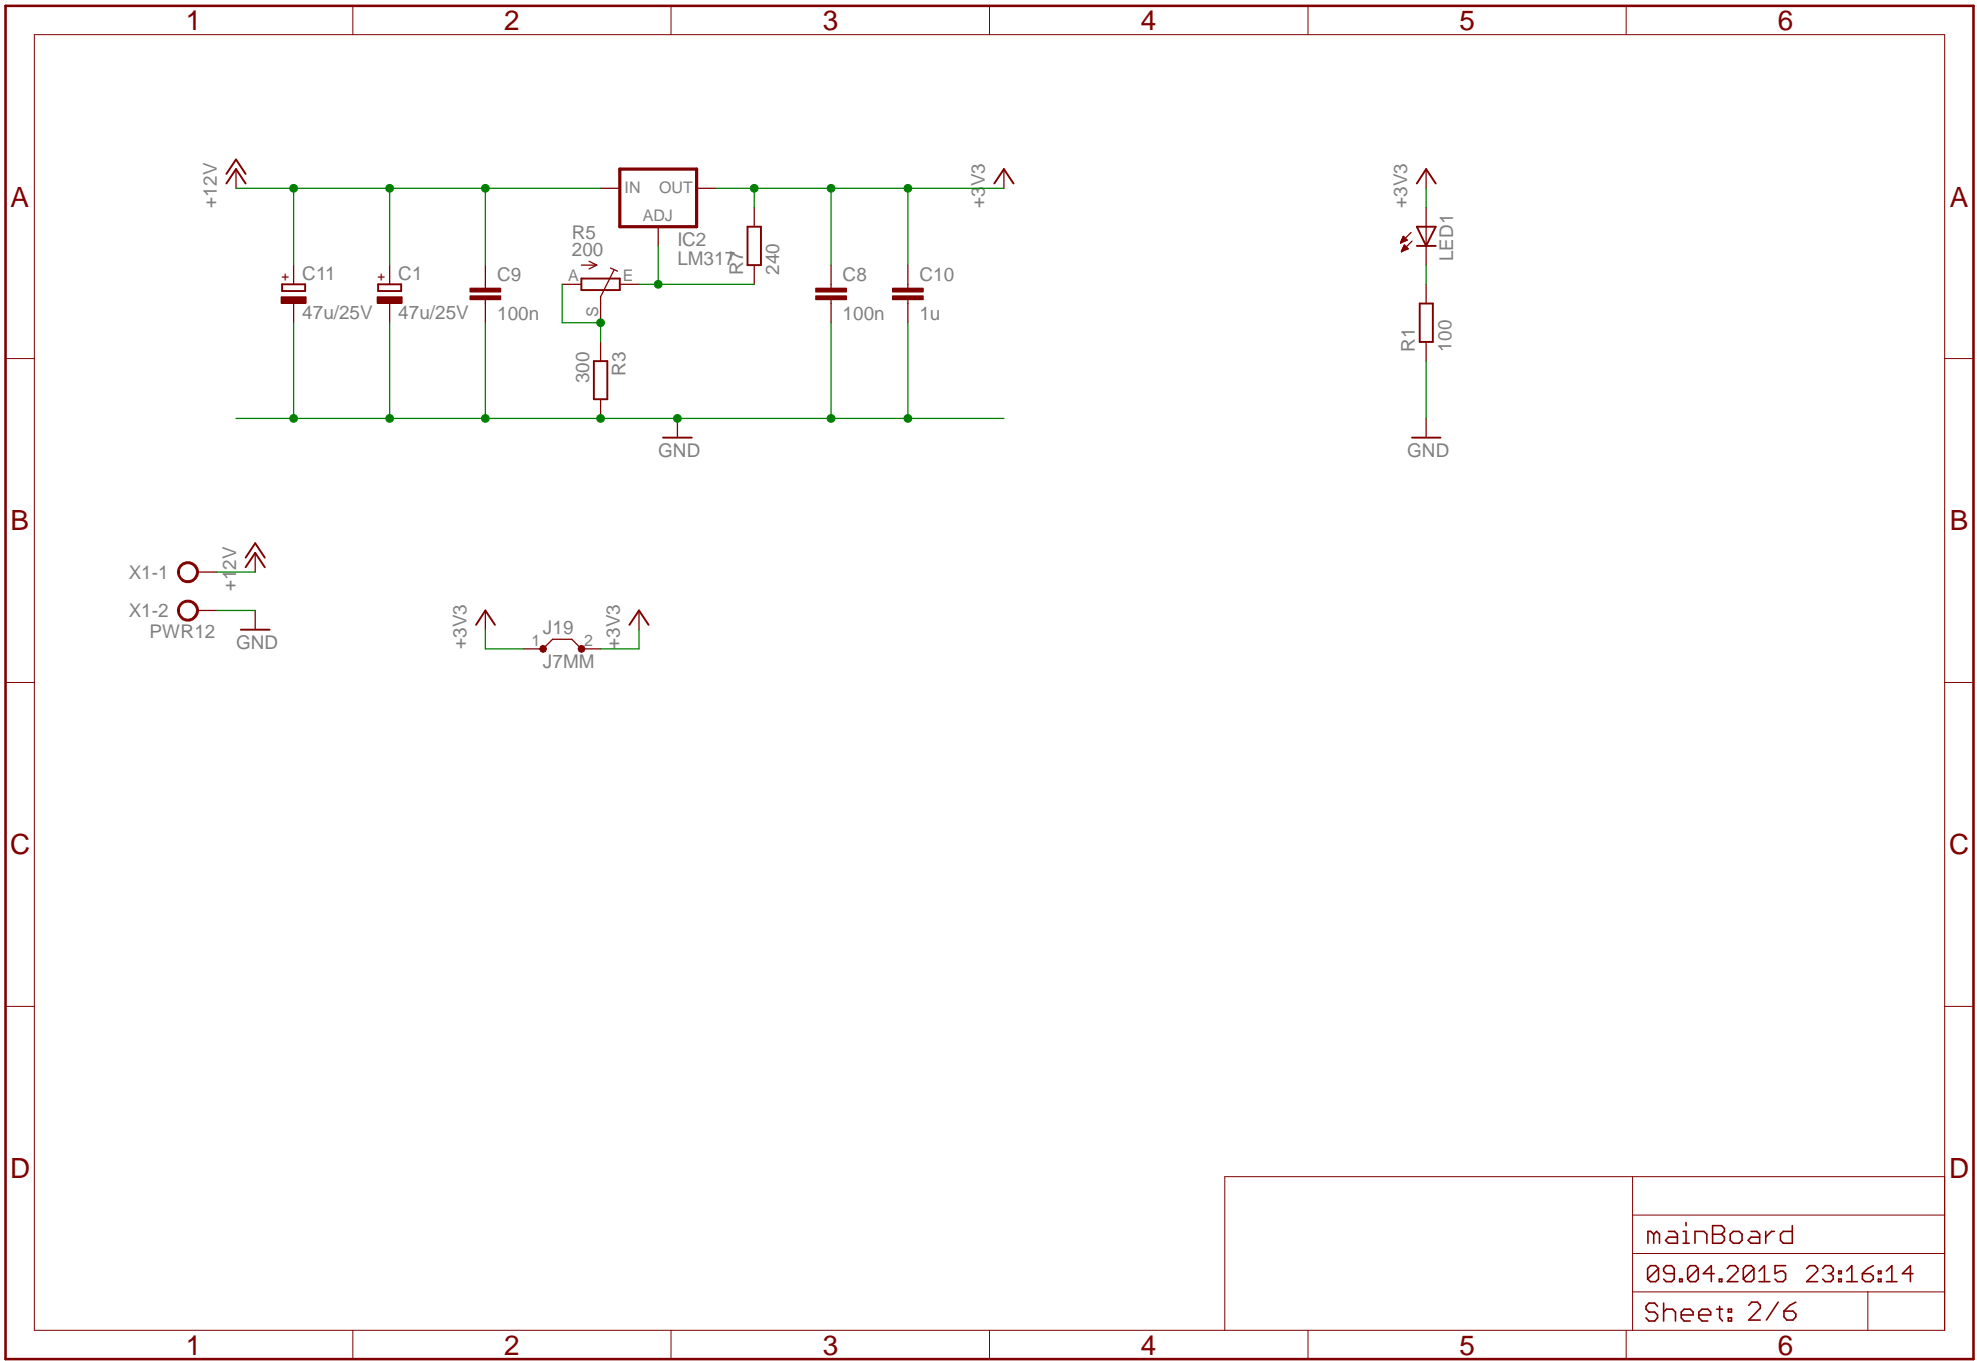 1 2 3 4 5 6
A A
B B
C C
D D
+12V
C11
47u/25V
C1
47u/25V
C9
100n
R5
200
A E
S
300
R3
IN OUT
ADJ
IC2
LM317
R7
240
C8
100n
C10
1u
+3V3
GND
+3V3
LED1
R1
100
GND
X1-1
+12V
X1-2
PWR12
GND
+3V3
J19
1 2
J7MM
+3V3
mainBoard
09.04.2015 23:16:14
Sheet: 2/6
1 2 3 4 5 6